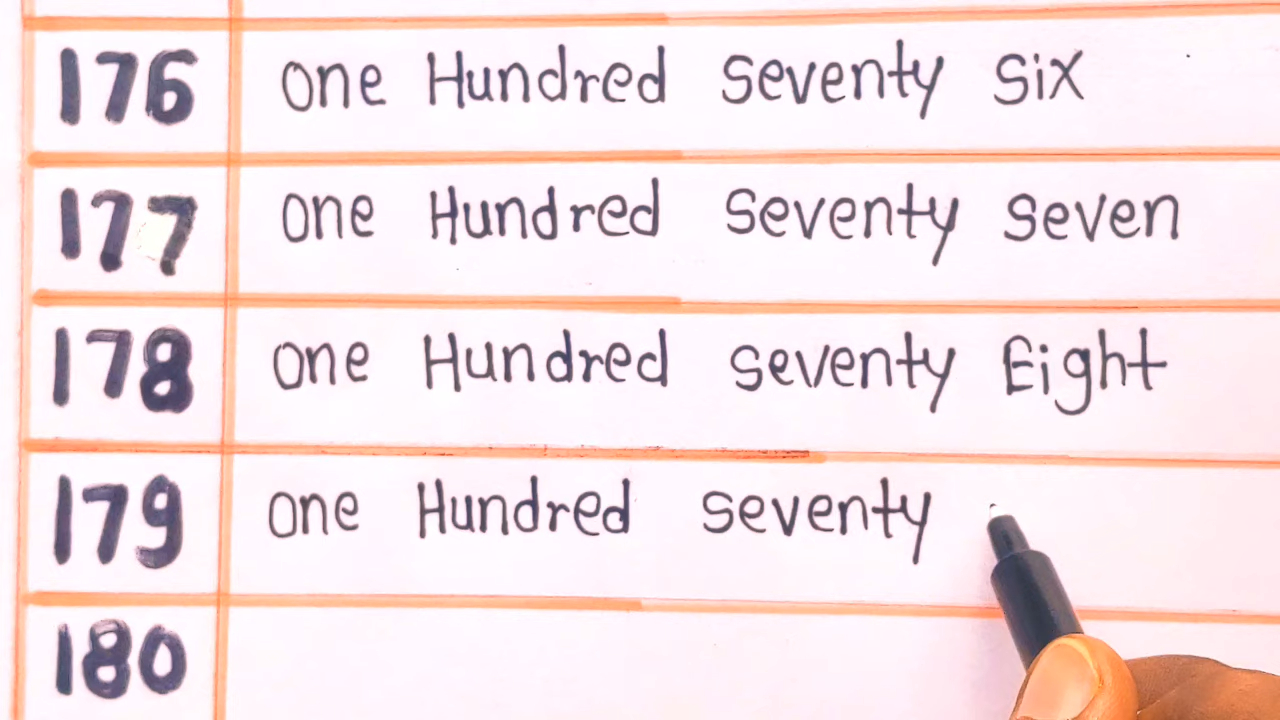 176 one Hundred seventy six
177 one Hundred seventy seven
178 one Hundred seventy Eight
179 one Hundred seventy
180